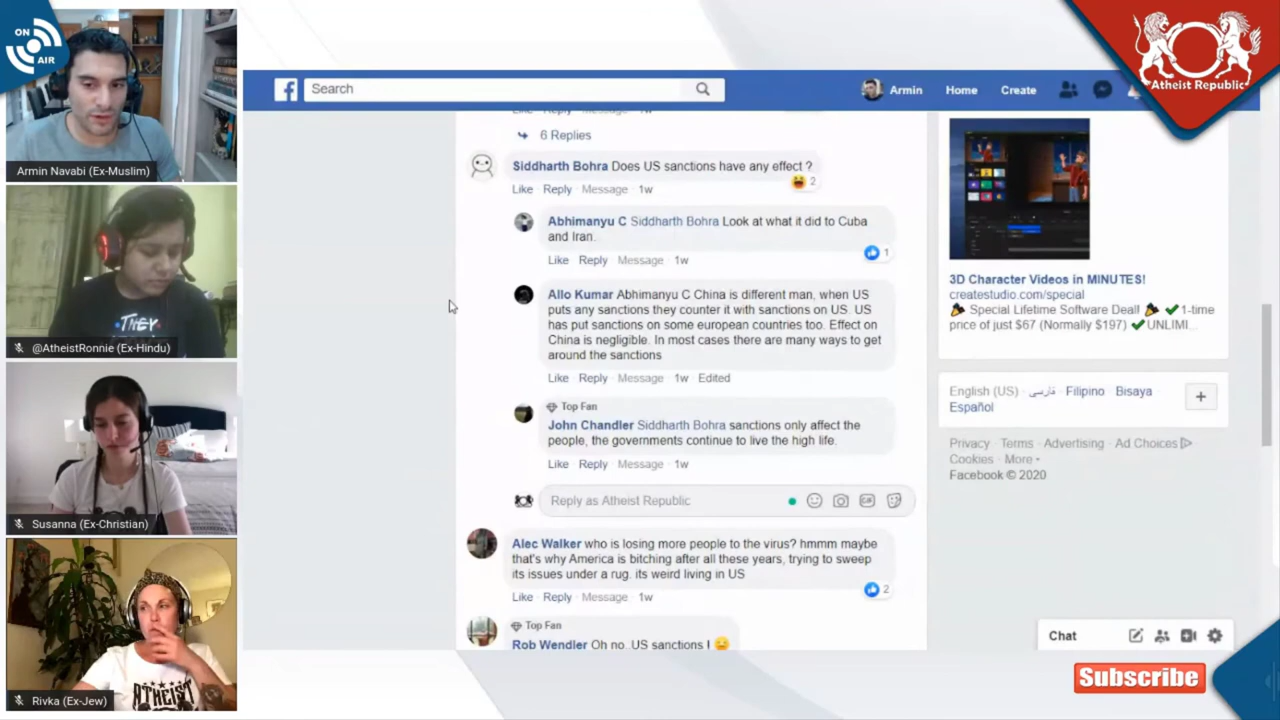 ON
AIR
Armin Navabi (Ex-Muslim)
@AtheistRonnie (Ex-Hindu)
THEY
Susanna (Ex-Christian)
Rivka (Ex-Jew)
ATHEIST
Search
Armin
Home
Create
Atheist Republic
Like Reply Message 1w
6 Replies
Siddharth Bohra Does US sanctions have any effect ?
2
Like Reply Message 1w
Abhimanyu C Siddharth Bohra Look at what it did to Cuba
and Iran.
1
Like Reply Message 1w
Allo Kumar Abhimanyu C China is different man, when US
puts any sanctions they counter it with sanctions on US. US
has put sanctions on some european countries too. Effect on
China is negligible. In most cases there are many ways to get
around the sanctions
Like Reply Message 1w Edited
Top Fan
John Chandler Siddharth Bohra sanctions only affect the
people, the governments continue to live the high life.
Like Reply Message 1w
Reply as Atheist Republic
GIF
Alec Walker who is losing more people to the virus? hmmm maybe
that's why America is bitching after all these years, trying to sweep
its issues under a rug. its weird living in US
2
Like Reply Message 1w
Top Fan
Rob Wendler Oh no..US sanctions !
3D Character Videos in MINUTES!
createstudio.com/special
Special Lifetime Software Deal! 1-time
price of just $67 (Normally $197) UNLIMI...
English (US) · فارسی · Filipino · Bisaya
Español
+
Privacy · Terms · Advertising · Ad Choices
Cookies · More
Facebook © 2020
Chat
Subscribe